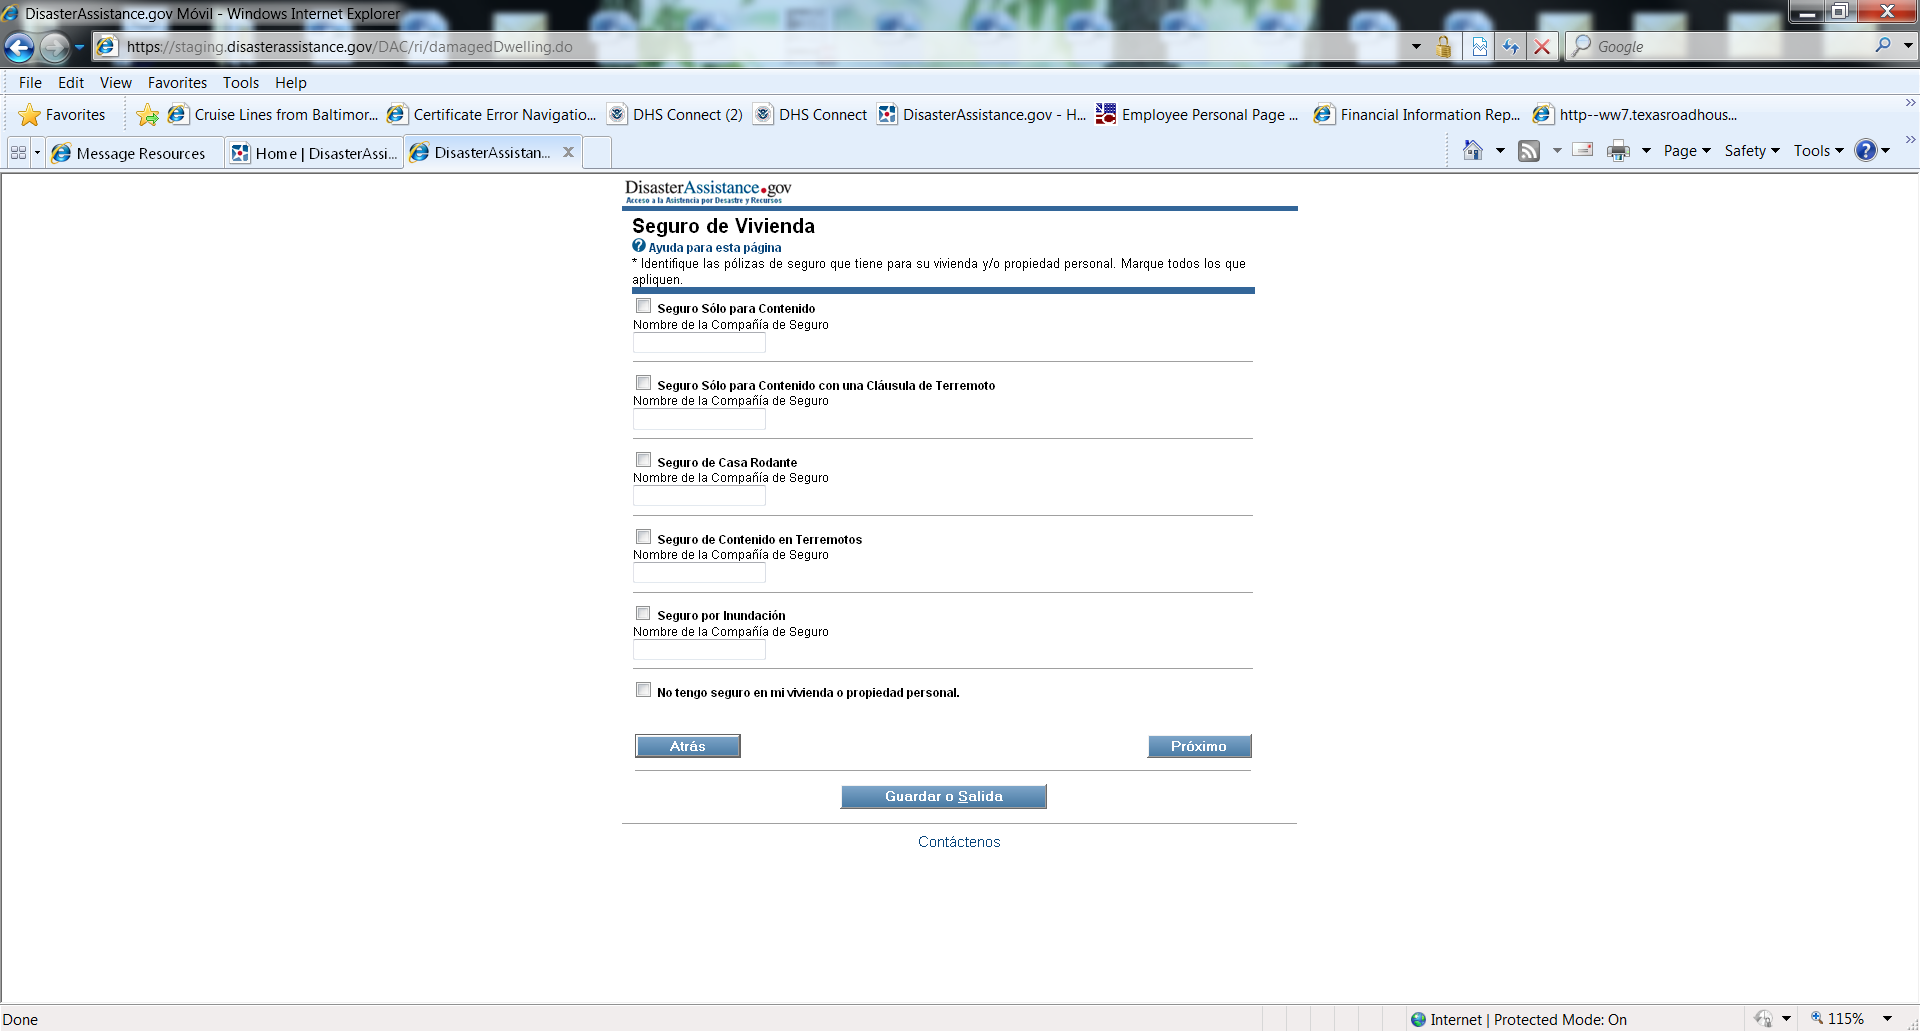 DisasterAssistance.gov Móvil - Windows Internet Explorer
https://staging.disasterassistance.gov/DAC/ri/damagedDwelling.do
Google
File Edit View Favorites Tools Help
Favorites Cruise Lines from Baltimor... Certificate Error Navigatio... DHS Connect (2) DHS Connect DisasterAssistance.gov - H... Employee Personal Page ... Financial Information Rep... http--ww7.texasroadhous...
Message Resources Home | DisasterAssi... DisasterAssistan... Page Safety Tools
DisasterAssistance.gov
Acceso a la Asistencia por Desastre y Recursos
Seguro de Vivienda
Ayuda para esta página
* Identifique las pólizas de seguro que tiene para su vivienda y/o propiedad personal. Marque todos los que
apliquen.
Seguro Sólo para Contenido
Nombre de la Compañía de Seguro
Seguro Sólo para Contenido con una Cláusula de Terremoto
Nombre de la Compañía de Seguro
Seguro de Casa Rodante
Nombre de la Compañía de Seguro
Seguro de Contenido en Terremotos
Nombre de la Compañía de Seguro
Seguro por Inundación
Nombre de la Compañía de Seguro
No tengo seguro en mi vivienda o propiedad personal.
Atrás Próximo
Guardar o Salida
Contáctenos
Done Internet | Protected Mode: On 115%